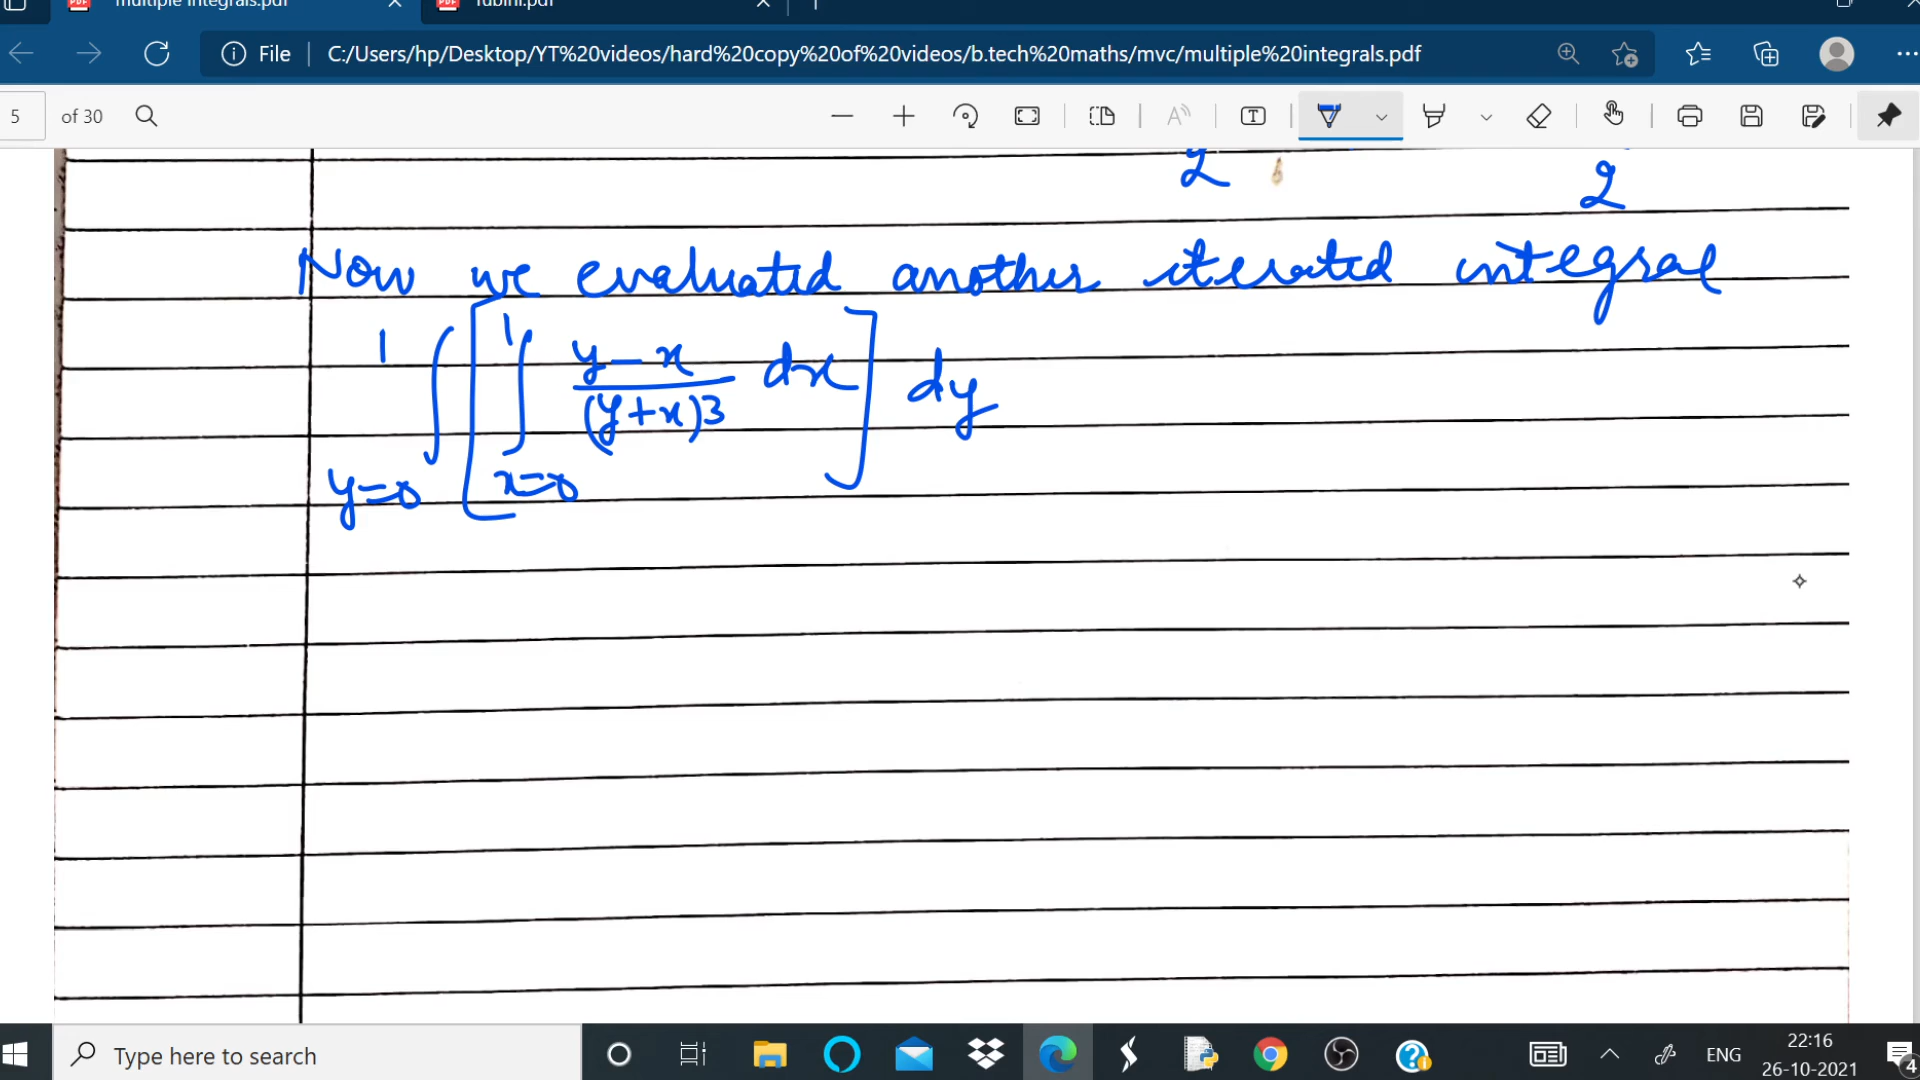 multiple integrals.pdf
fubini.pdf
File
C:/Users/hp/Desktop/YT%20videos/hard%20copy%20of%20videos/b.tech%20maths/mvc/multiple%20integrals.pdf
5 of 30
2 2
Now we evaluated another iterated integral
1 ∫ [ 1 ∫ y-x / (y+x)3 dx ] dy
y=0 x=0
Type here to search
ENG
22:16
26-10-2021
4